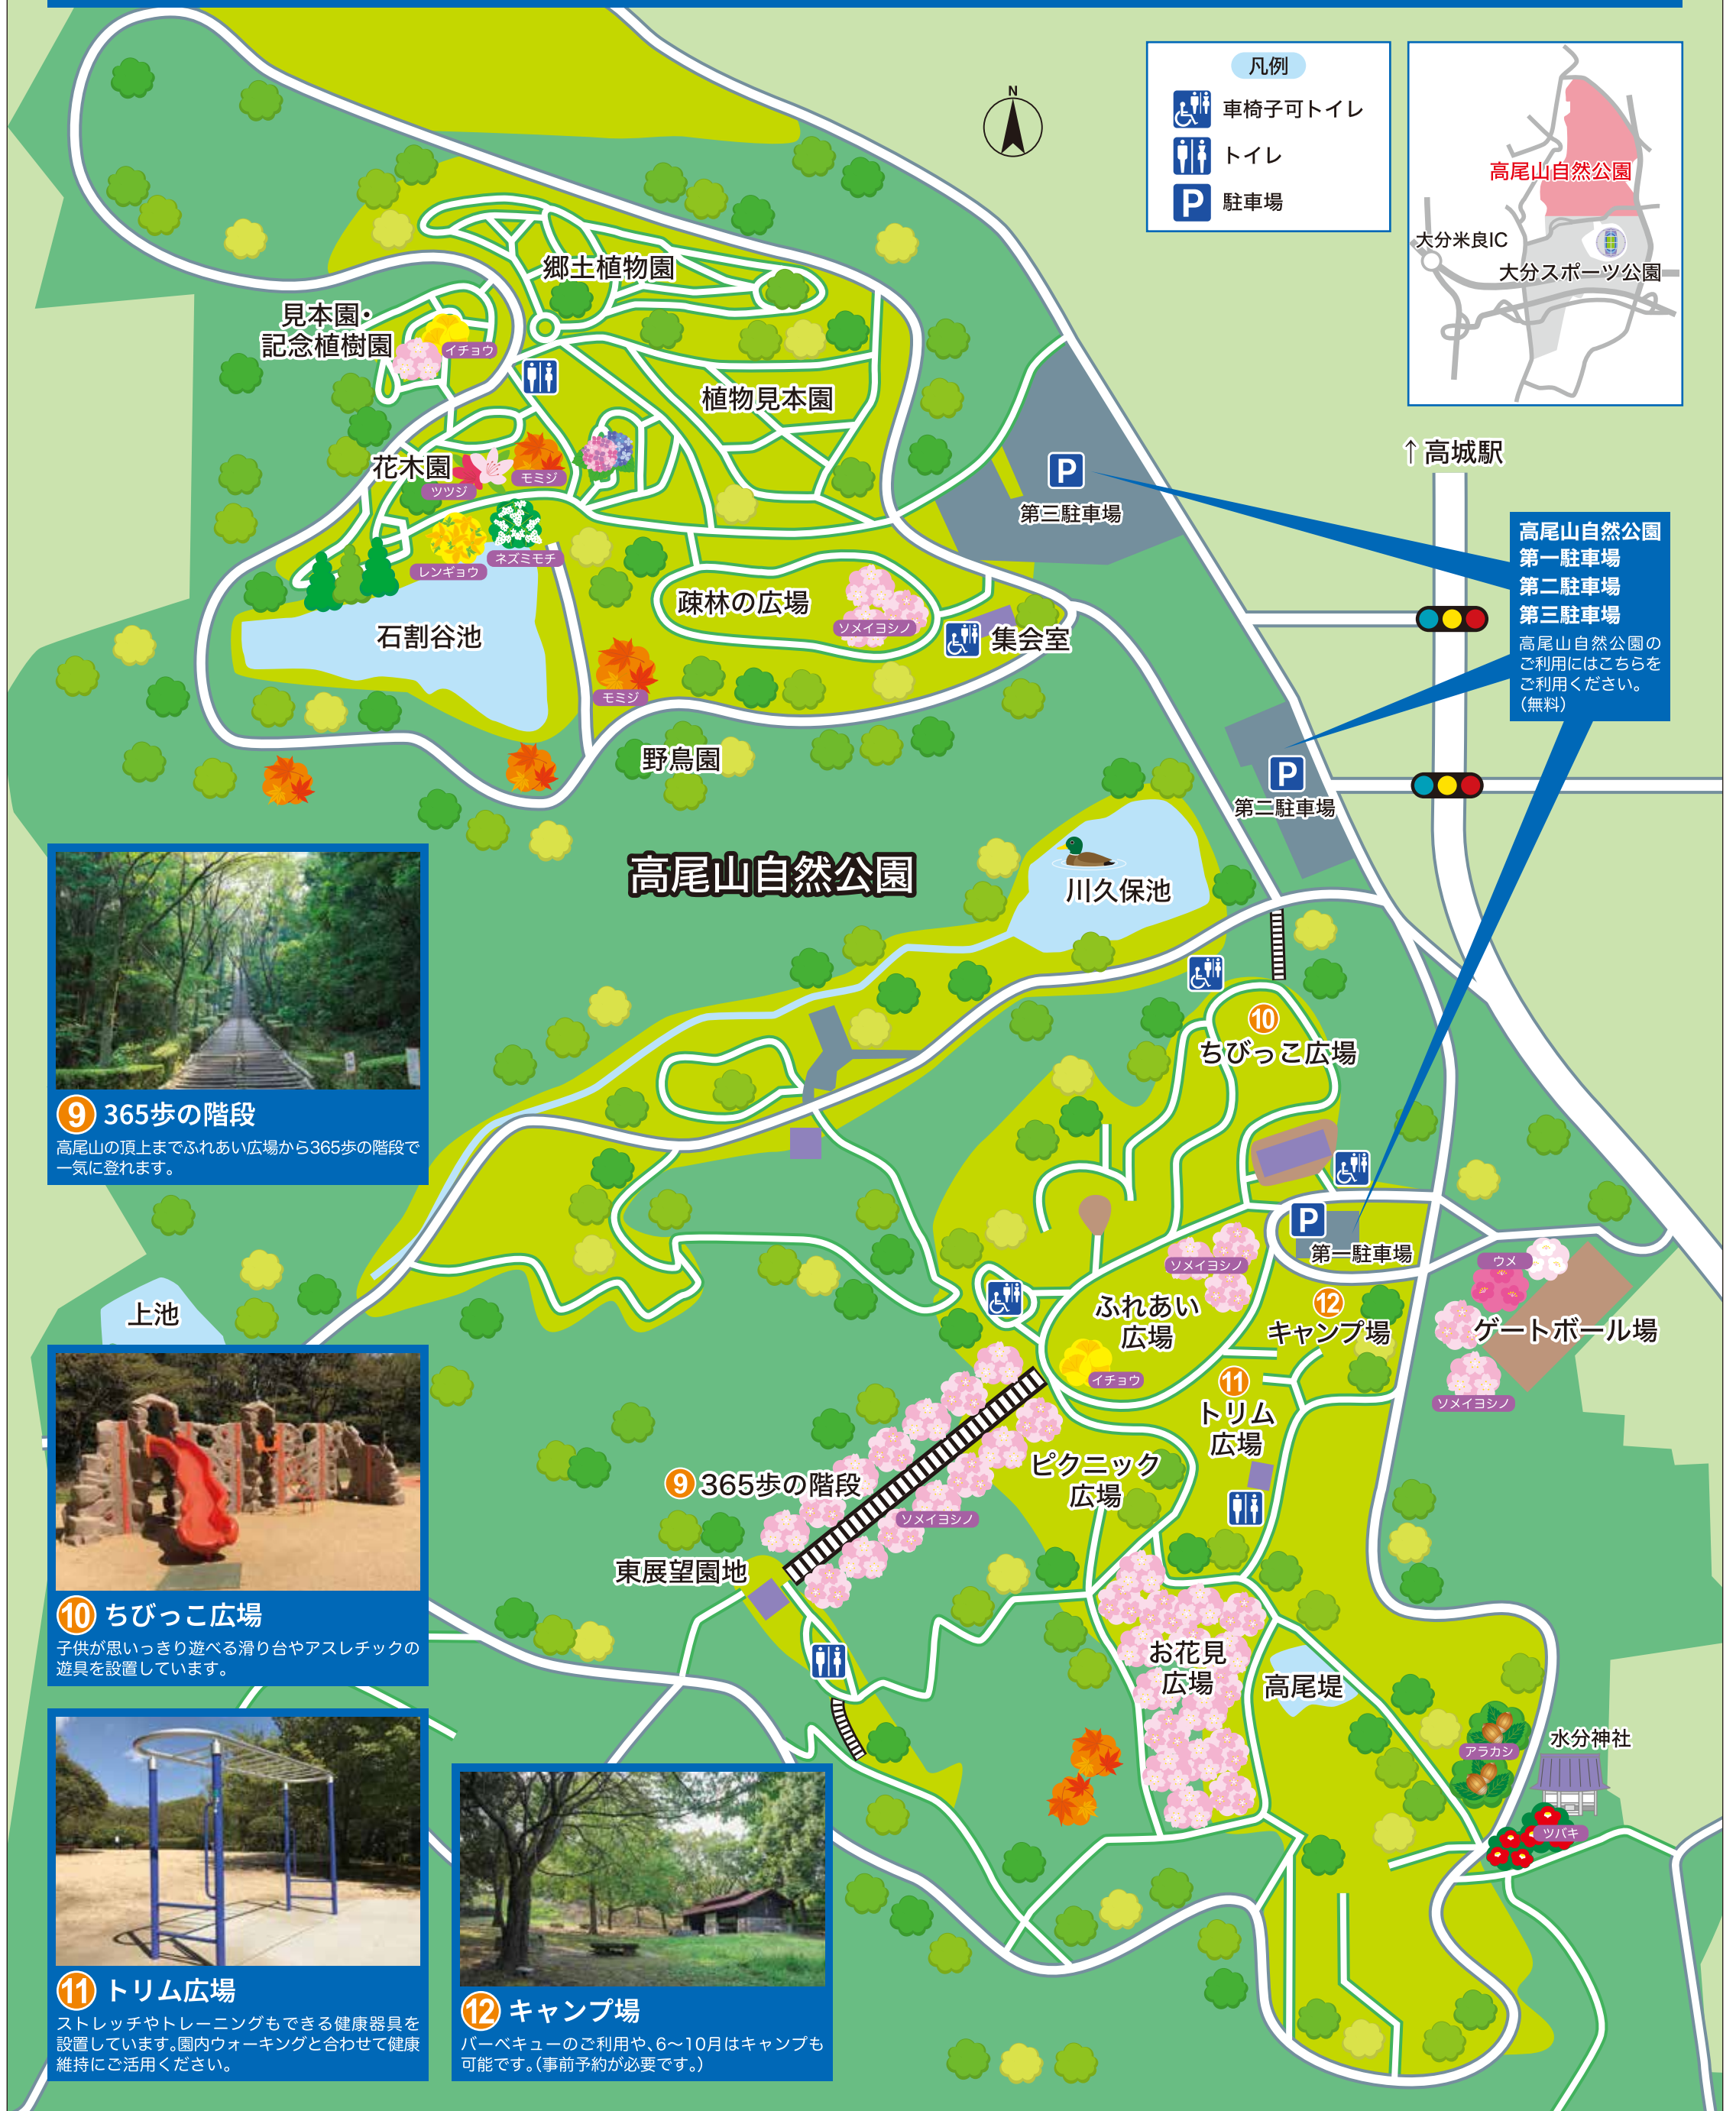 凡例
車椅子可トイレ
トイレ
P
駐車場
N
高尾山自然公園
大分米良IC
大分スポーツ公園
郷土植物園
見本園・
記念植樹園
イチョウ
植物見本園
花木園
ツツジ
モミジ
ネズミモチ
レンギョウ
P
第三駐車場
↑高城駅
高尾山自然公園
第一駐車場
第二駐車場
第三駐車場
高尾山自然公園の
ご利用にはこちらを
ご利用ください。
（無料）
疎林の広場
ソメイヨシノ
集会室
石割谷池
モミジ
野鳥園
P
第二駐車場
高尾山自然公園
川久保池
9 365歩の階段
高尾山の頂上までふれあい広場から365歩の階段で
一気に登れます。
10
ちびっこ広場
P
第一駐車場
ソメイヨシノ
ウメ
ゲートボール場
ソメイヨシノ
上池
ふれあい
広場
イチョウ
12
キャンプ場
11
トリム
広場
ピクニック
広場
9 365歩の階段
ソメイヨシノ
東展望園地
10 ちびっこ広場
子供が思いっきり遊べる滑り台やアスレチックの
遊具を設置しています。
お花見
広場
高尾堤
アラカシ
水分神社
ツバキ
11 トリム広場
ストレッチやトレーニングもできる健康器具を
設置しています。園内ウォーキングと合わせて健康
維持にご活用ください。
12 キャンプ場
バーベキューのご利用や、6～10月はキャンプも
可能です。（事前予約が必要です。）